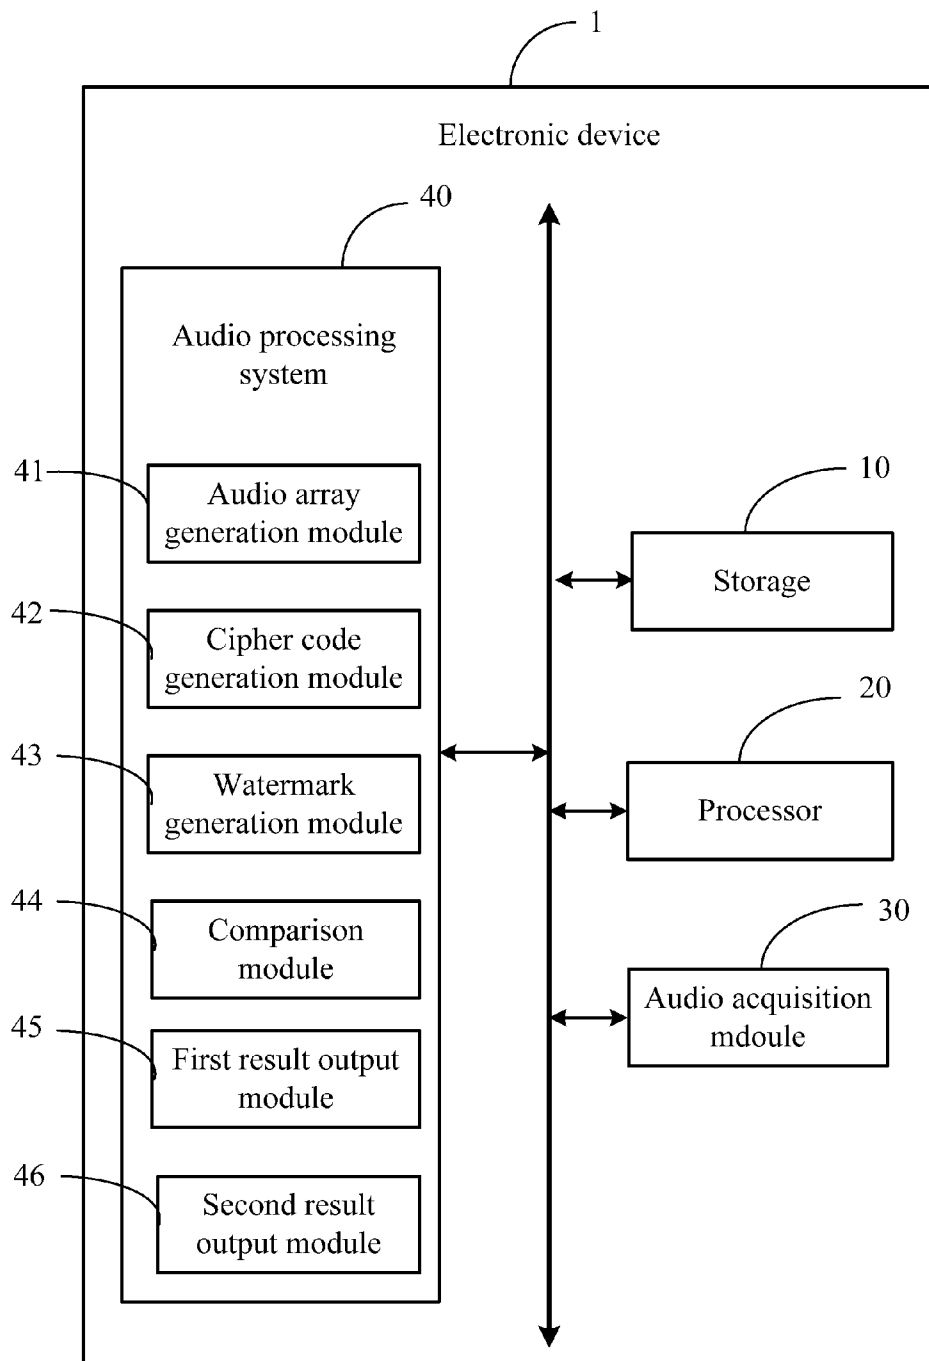 1
Electronic device
40
Audio processing
system
41
Audio array
generation module
42
Cipher code
generation module
43
Watermark
generation module
44
Comparison
module
45
First result output
module
46
Second result
output module
10
Storage
20
Processor
30
Audio acquisition
mdoule